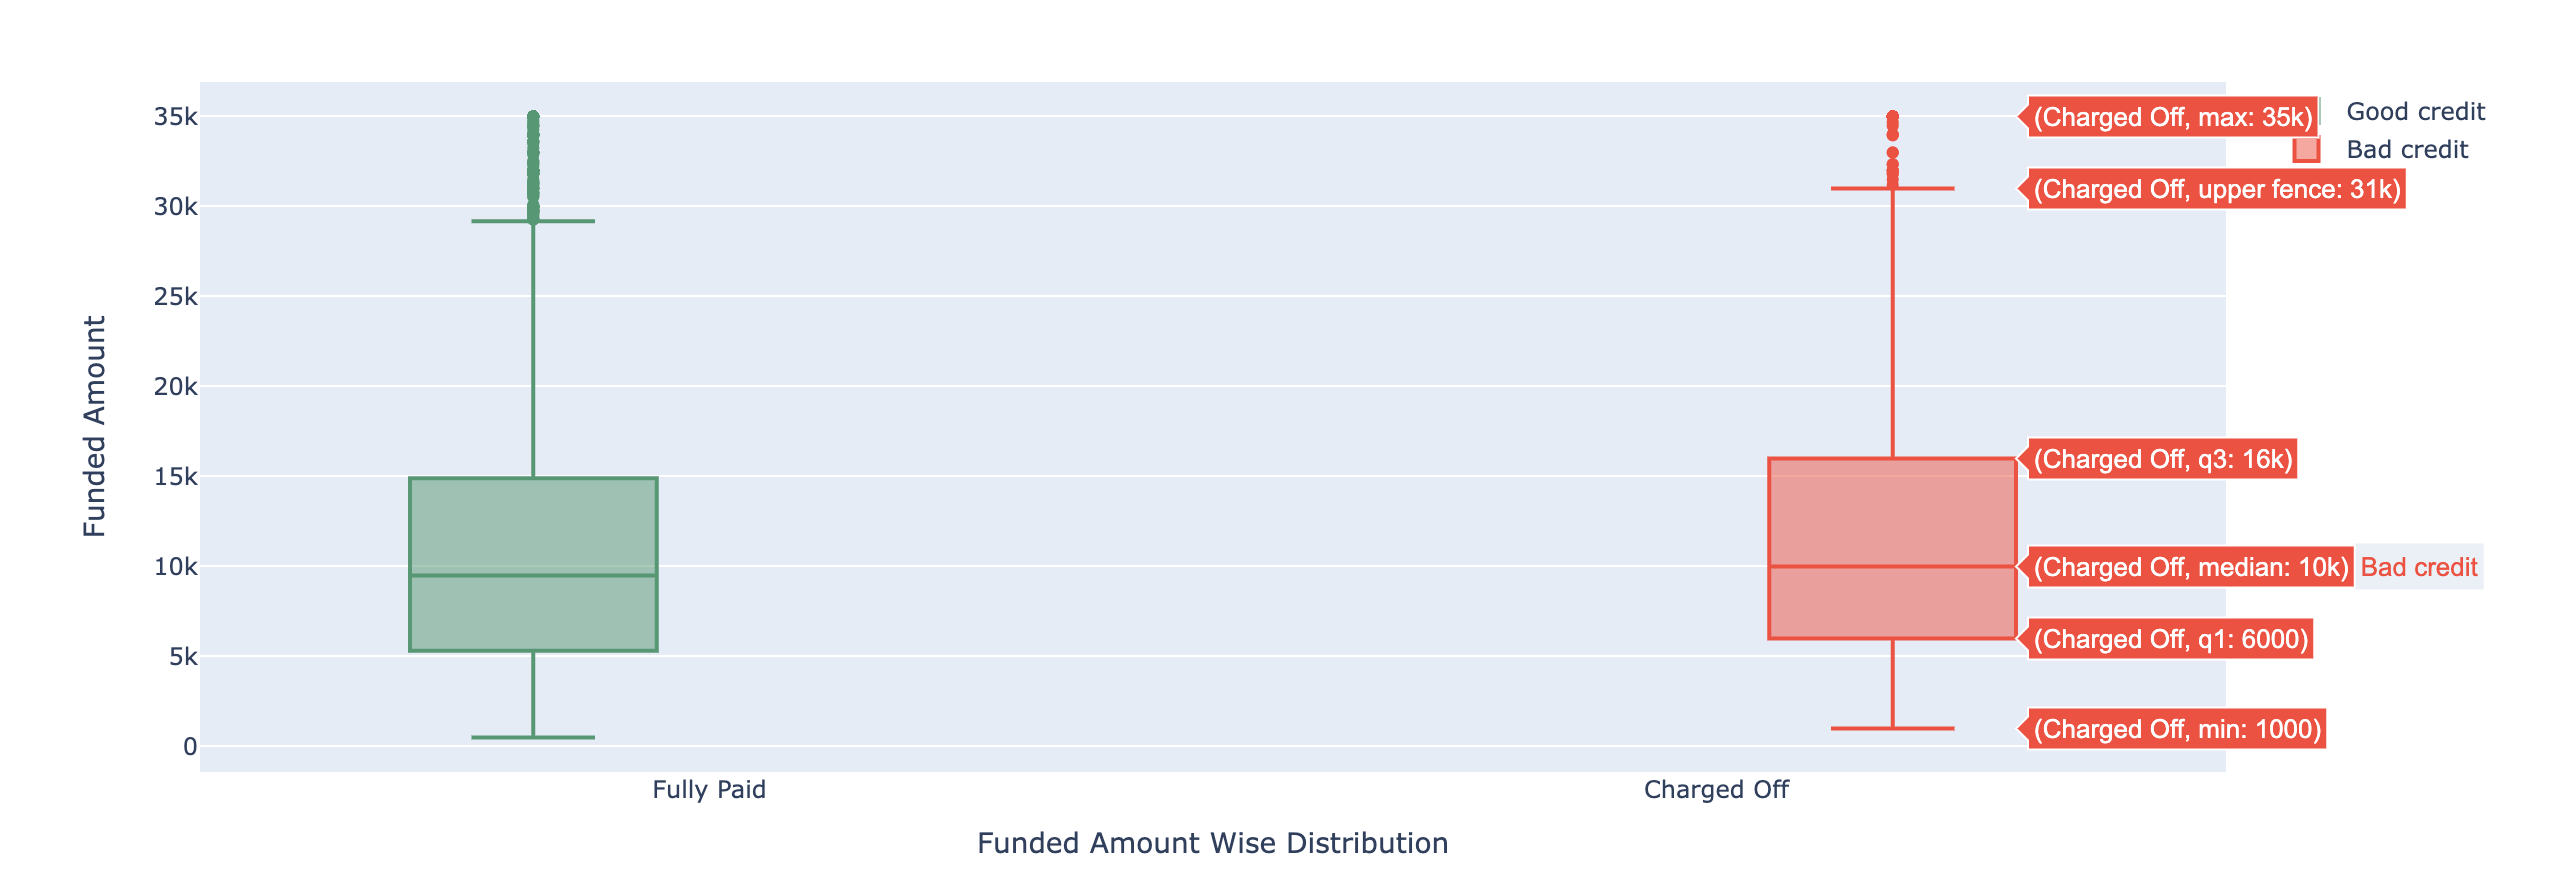 35k
30k
25k
20k
15k
10k
5k
0
Funded Amount
Fully Paid
Charged Off
Funded Amount Wise Distribution
Good credit
Bad credit
(Charged Off, max: 35k)
(Charged Off, upper fence: 31k)
(Charged Off, q3: 16k)
(Charged Off, median: 10k) Bad credit
(Charged Off, q1: 6000)
(Charged Off, min: 1000)